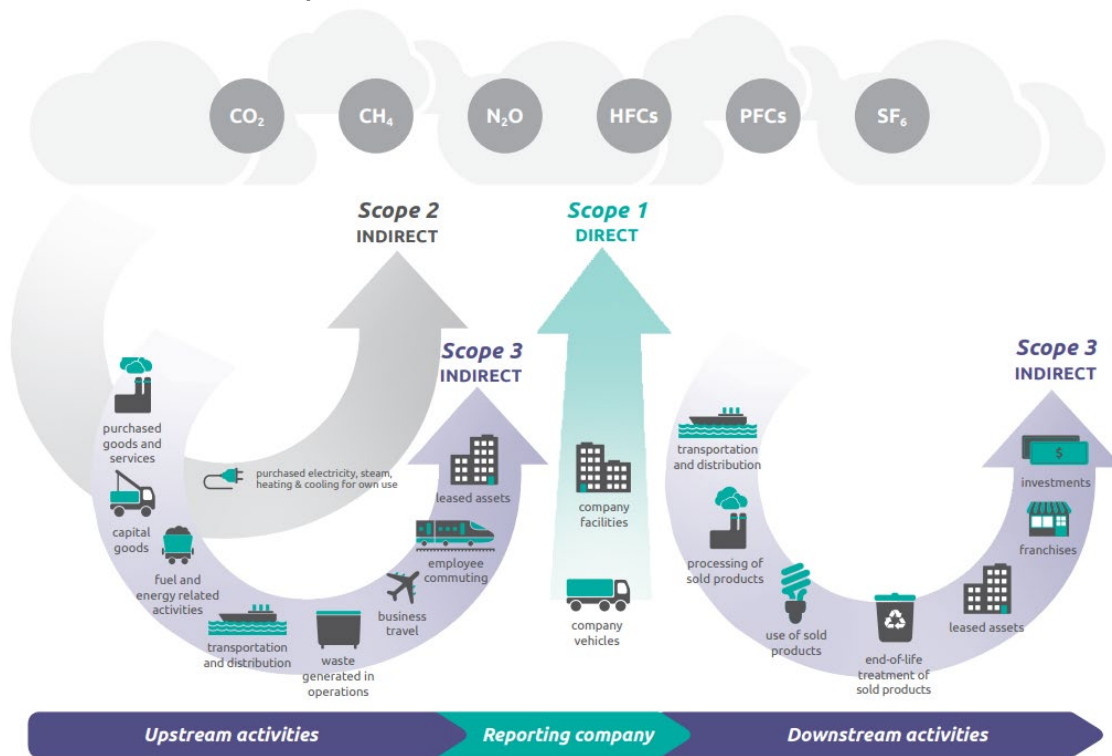 CO₂
CH₄
N₂O
HFCs
PFCs
SF₆
Scope 2
INDIRECT
Scope 1
DIRECT
Scope 3
INDIRECT
Scope 3
INDIRECT
purchased
goods and
services
capital
goods
fuel and
energy related
activities
transportation
and distribution
waste
generated in
operations
business
travel
employee
commuting
leased assets
purchased electricity, steam,
heating & cooling for own use
company
facilities
company
vehicles
transportation
and distribution
processing of
sold products
use of sold
products
end-of-life
treatment of
sold products
leased assets
franchises
$
investments
Upstream activities
Reporting company
Downstream activities